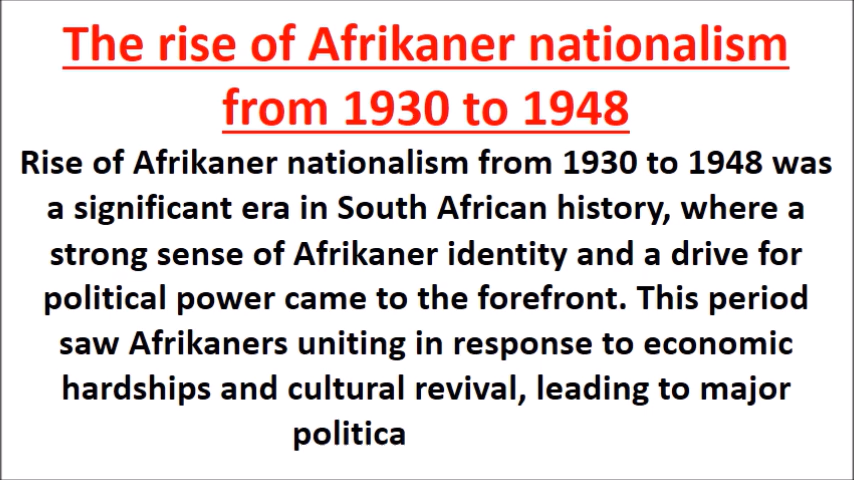 The rise of Afrikaner nationalism
from 1930 to 1948
Rise of Afrikaner nationalism from 1930 to 1948 was
a significant era in South African history, where a
strong sense of Afrikaner identity and a drive for
political power came to the forefront. This period
saw Afrikaners uniting in response to economic
hardships and cultural revival, leading to major
politica